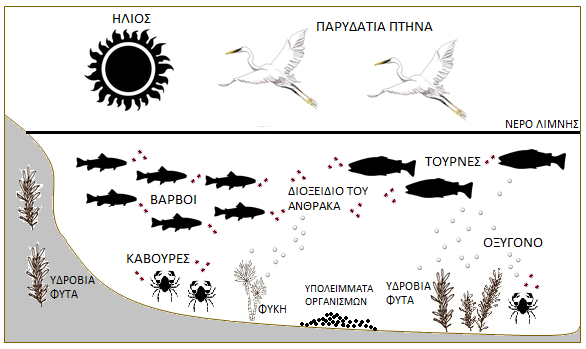 ΗΛΙΟΣ
ΠΑΡΥΔΑΤΙΑ ΠΤΗΝΑ
ΝΕΡΟ ΛΙΜΝΗΣ
ΤΟΥΡΝΕΣ
ΒΑΡΒΟΙ
ΔΙΟΞΕΙΔΙΟ ΤΟΥ
ΑΝΘΡΑΚΑ
ΟΞΥΓΟΝΟ
ΚΑΒΟΥΡΕΣ
ΥΔΡΟΒΙΑ
ΦΥΤΑ
ΦΥΚΗ
ΥΠΟΛΕΙΜΜΑΤΑ
ΟΡΓΑΝΙΣΜΩΝ
ΥΔΡΟΒΙΑ
ΦΥΤΑ